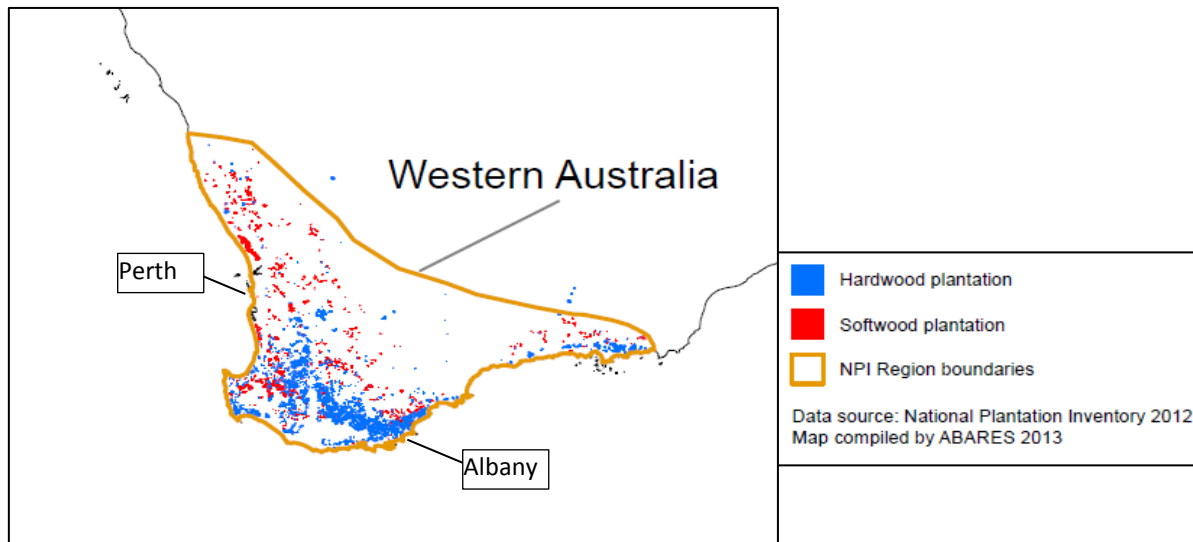 Western Australia
Perth
Albany
Hardwood plantation
Softwood plantation
NPI Region boundaries
Data source: National Plantation Inventory 2012
Map compiled by ABARES 2013